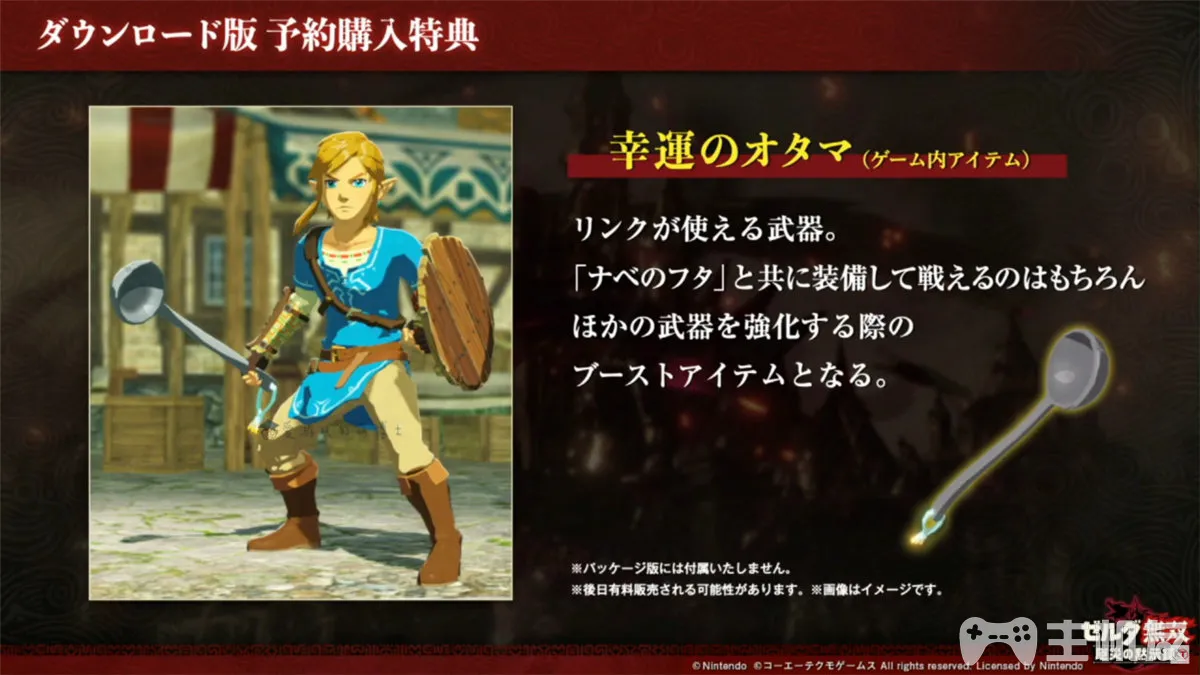 ダウンロード版 予約購入特典
幸運のオタマ(ゲーム内アイテム)
リンクが使える武器。
「ナベのフタ」と共に装備して戦えるのはもちろん
ほかの武器を強化する際の
ブーストアイテムとなる。
※パッケージ版には付属いたしません。
※後日有料販売される可能性があります。※画像はイメージです。
ゼルダ無双
厄災の黙示録
©Nintendo ©コーエーテクモゲームス All rights reserved. Licensed by Nintendo